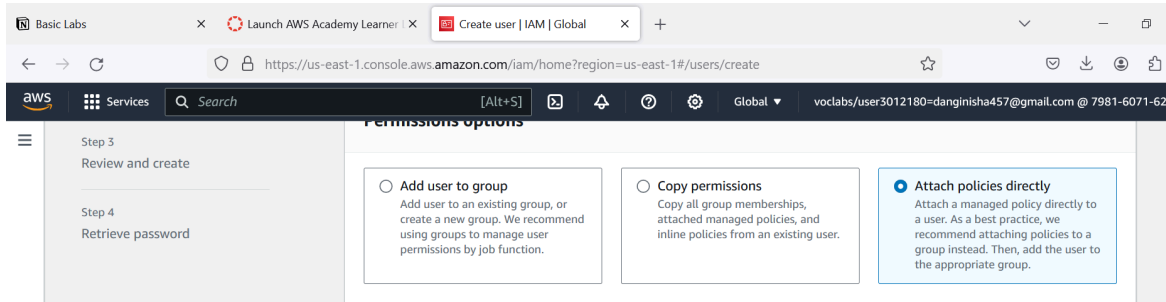 Basic Labs
Launch AWS Academy Learner L
Create user | IAM | Global
https://us-east-1.console.aws.amazon.com/iam/home?region=us-east-1#/users/create
aws
Services
Search
[Alt+S]
Global
voclabs/user3012180=danginisha457@gmail.com @ 7981-6071-62
Step 3
Review and create
Step 4
Retrieve password
Permissions options
Add user to group
Add user to an existing group, or
create a new group. We recommend
using groups to manage user
permissions by job function.
Copy permissions
Copy all group memberships,
attached managed policies, and
inline policies from an existing user.
Attach policies directly
Attach a managed policy directly to
a user. As a best practice, we
recommend attaching policies to a
group instead. Then, add the user to
the appropriate group.